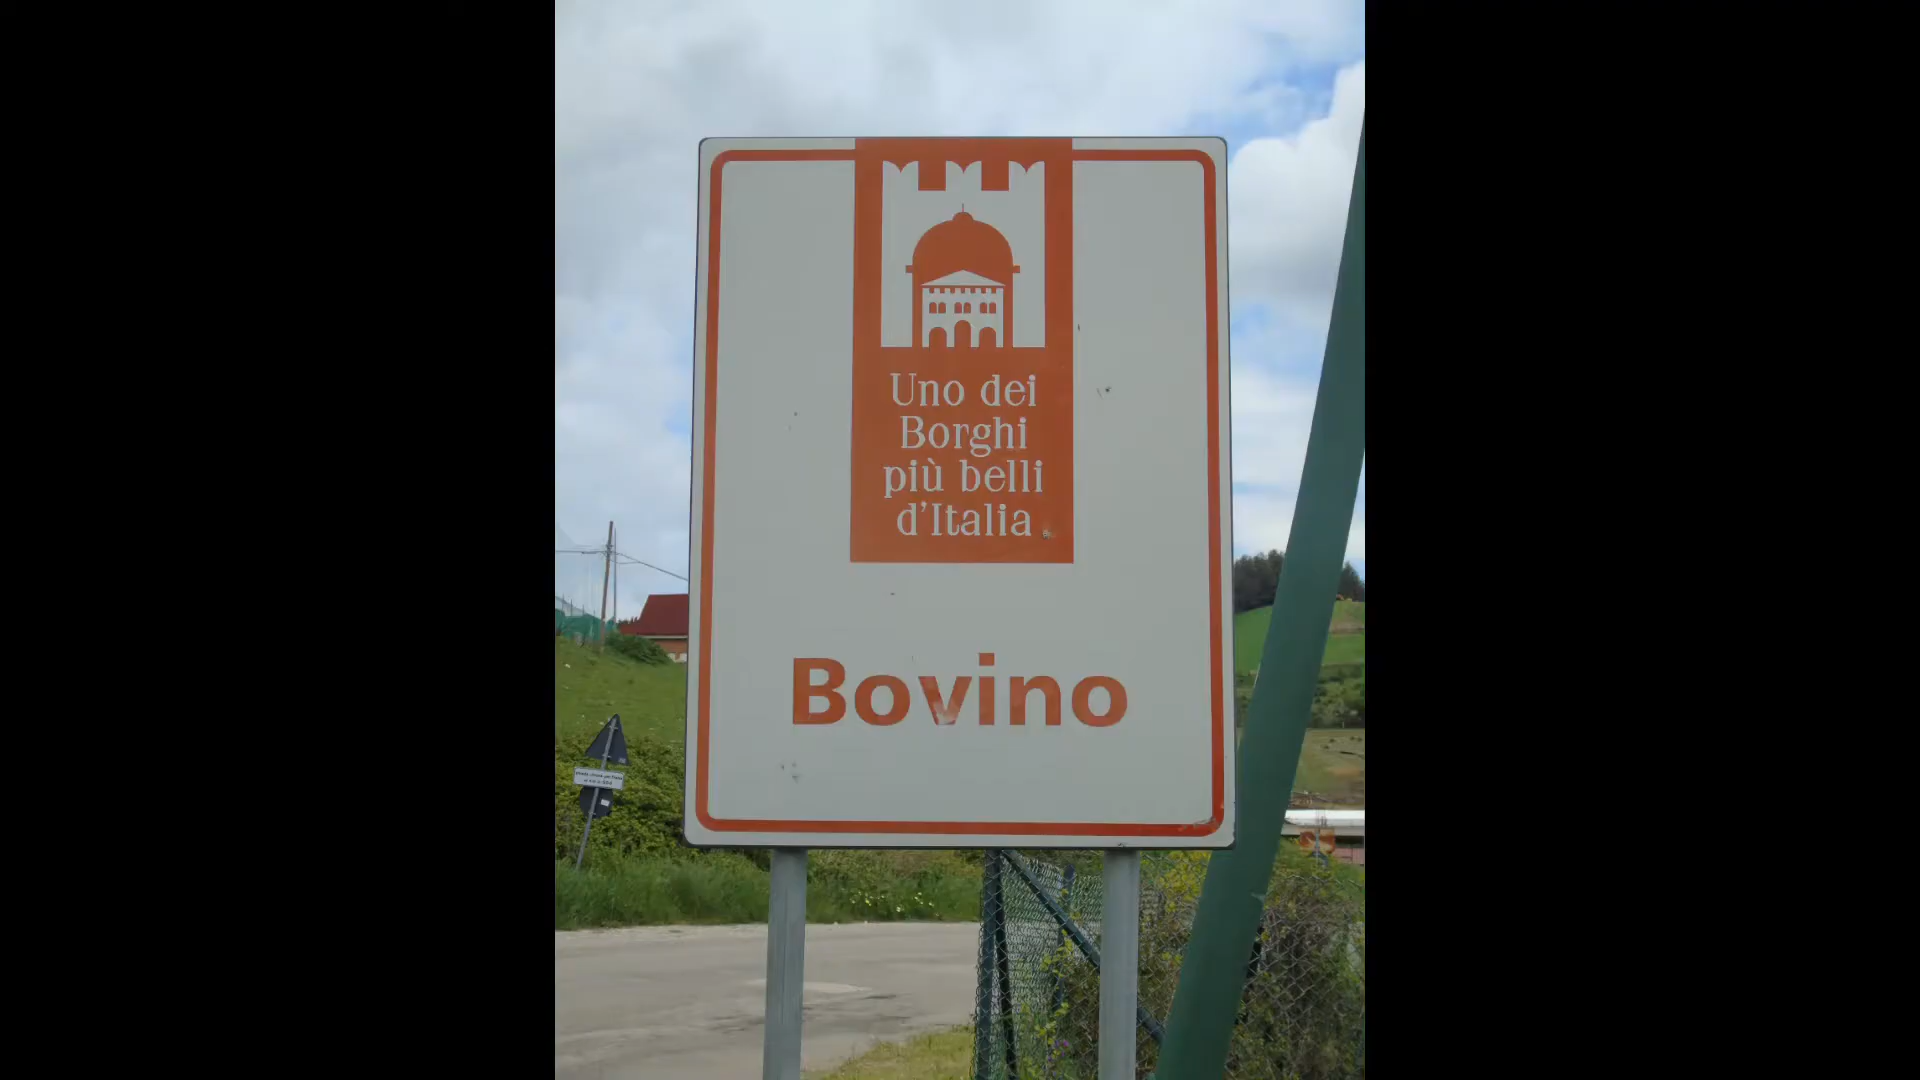 Uno dei
Borghi
più belli
d'Italia
Bovino